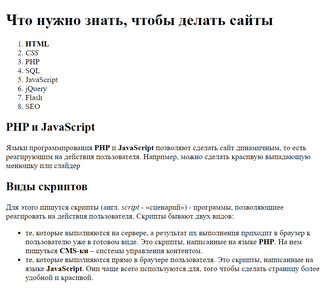 Что нужно знать, чтобы делать сайты
1. HTML
2. CSS
3. PHP
4. SQL
5. JavaScript
6. jQuery
7. Flash
8. SEO
PHP и JavaScript
Языки программирования PHP и JavaScript позволяют сделать сайт динамичным, то есть
реагирующим на действия пользователя. Например, можно сделать красивую выпадающую
менюшку или слайдер
Виды скриптов
Для этого пишутся скрипты (англ. script - «сценарий») - программы, позволяющее
реагировать на действия пользователя. Скрипты бывают двух видов:
• те, которые выполняются на сервере, а результат их выполнения приходит в браузер к
пользователю уже в готовом виде. Это скрипты, написанные на языке PHP. На нем
пишуться CMS-ки – системы управления контентом.
• те, которые выполняются прямо в браузере пользователя. Это скрипты, написанные на
языке JavaScript. Они чаще всего используются для, того чтобы сделать страницу более
удобной и красивой.